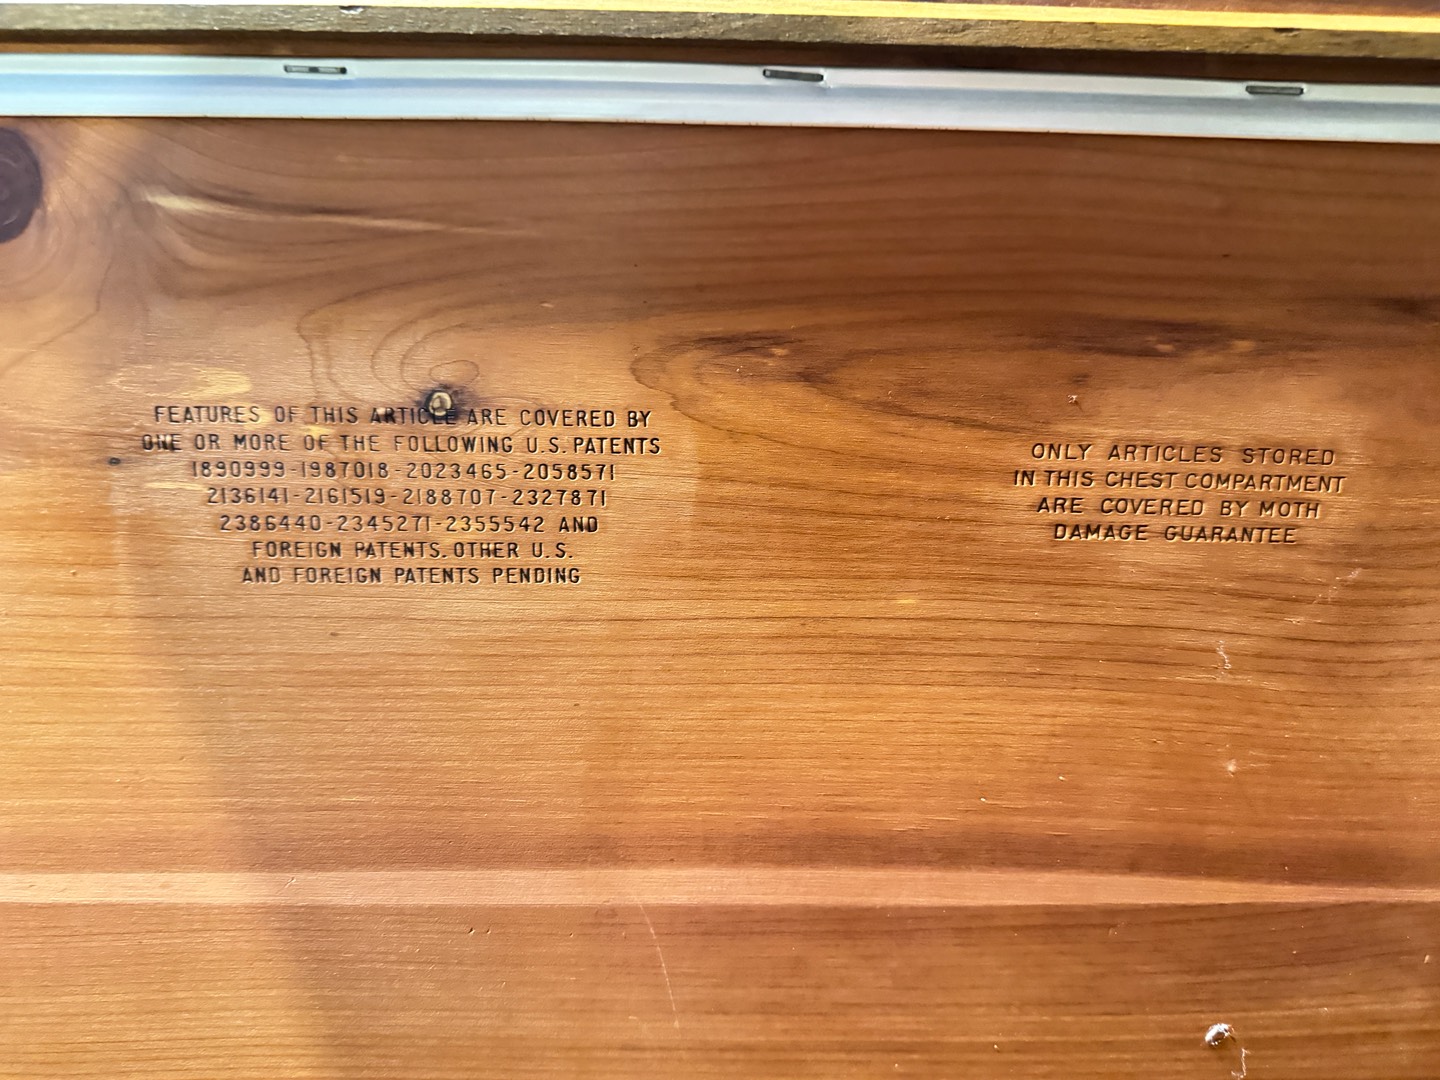 FEATURES OF THIS ARTICLE ARE COVERED BY
ONE OR MORE OF THE FOLLOWING U.S. PATENTS
1890999-1987018-2023465-2058571
2136141-2161519-2188707-2327871
2386440-2345271-2355542 AND
FOREIGN PATENTS. OTHER U.S.
AND FOREIGN PATENTS PENDING
ONLY ARTICLES STORED
IN THIS CHEST COMPARTMENT
ARE COVERED BY MOTH
DAMAGE GUARANTEE